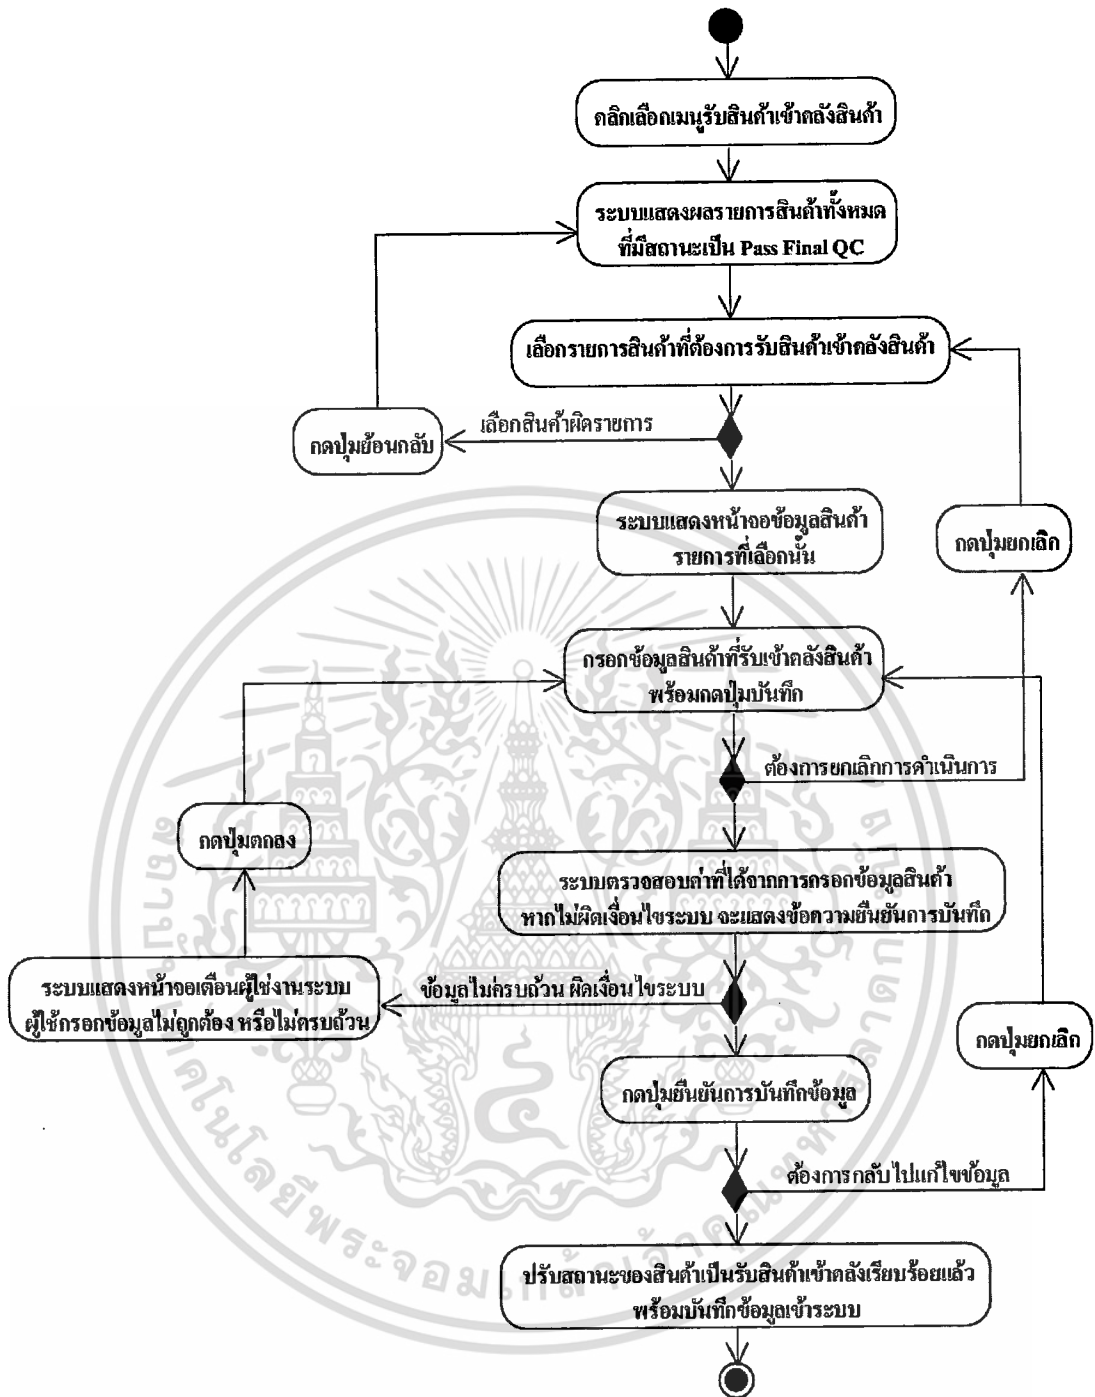 คลิกเลือกเมนูรับสินค้าเข้าคลังสินค้า
ระบบแสดงผลรายการสินค้าทั้งหมด
ที่มีสถานะเป็น Pass Final QC
เลือกรายการสินค้าที่ต้องการรับสินค้าเข้าคลังสินค้า
เลือกสินค้าผิดรายการ
กดปุ่มย้อนกลับ
ระบบแสดงหน้าจอข้อมูลสินค้า
รายการที่เลือกนั้น
กดปุ่มยกเลิก
กรอกข้อมูลสินค้าที่รับเข้าคลังสินค้า
พร้อมกดปุ่มบันทึก
ต้องการยกเลิกการดำเนินการ
กดปุ่มตกลง
ระบบตรวจสอบค่าที่ได้จากการกรอกข้อมูลสินค้า
หากไม่ผิดเงื่อนไขระบบ จะแสดงข้อความยืนยันการบันทึก
ระบบแสดงหน้าจอเตือนผู้ใช้งานระบบ
ผู้ใช้กรอกข้อมูลไม่ถูกต้อง หรือไม่ครบถ้วน
ข้อมูลไม่ครบถ้วน ผิดเงื่อนไขระบบ
กดปุ่มยกเลิก
กดปุ่มยืนยันการบันทึกข้อมูล
ต้องการกลับไปแก้ไขข้อมูล
ปรับสถานะของสินค้าเป็นรับสินค้าเข้าคลังเรียบร้อยแล้ว
พร้อมบันทึกข้อมูลเข้าระบบ